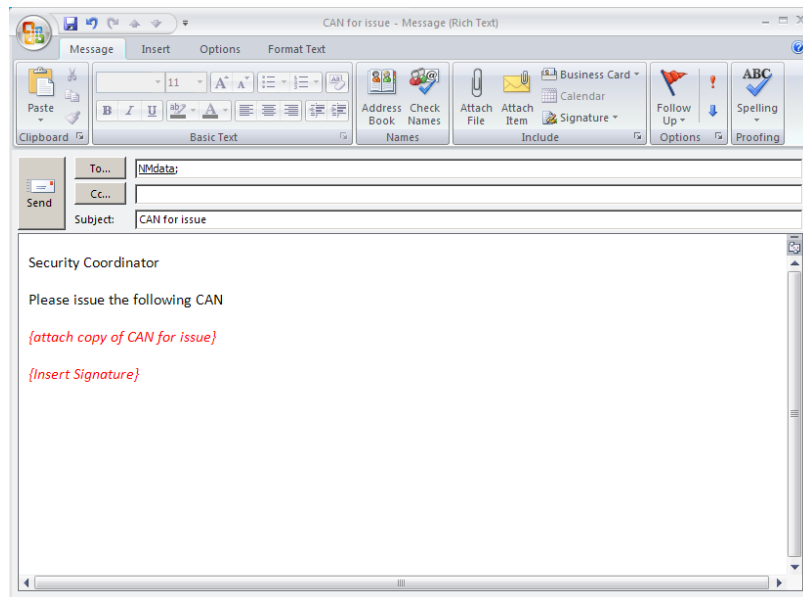 CAN for issue - Message (Rich Text)
Message Insert Options Format Text
Paste
Clipboard
11
B I U
Basic Text
Address Book
Check Names
Names
Attach File
Attach Item
Business Card
Calendar
Signature
Include
Follow Up
Options
ABC
Spelling
Proofing
Send
To... NMdata;
Cc...
Subject: CAN for issue
Security Coordinator
Please issue the following CAN
{attach copy of CAN for issue}
{Insert Signature}